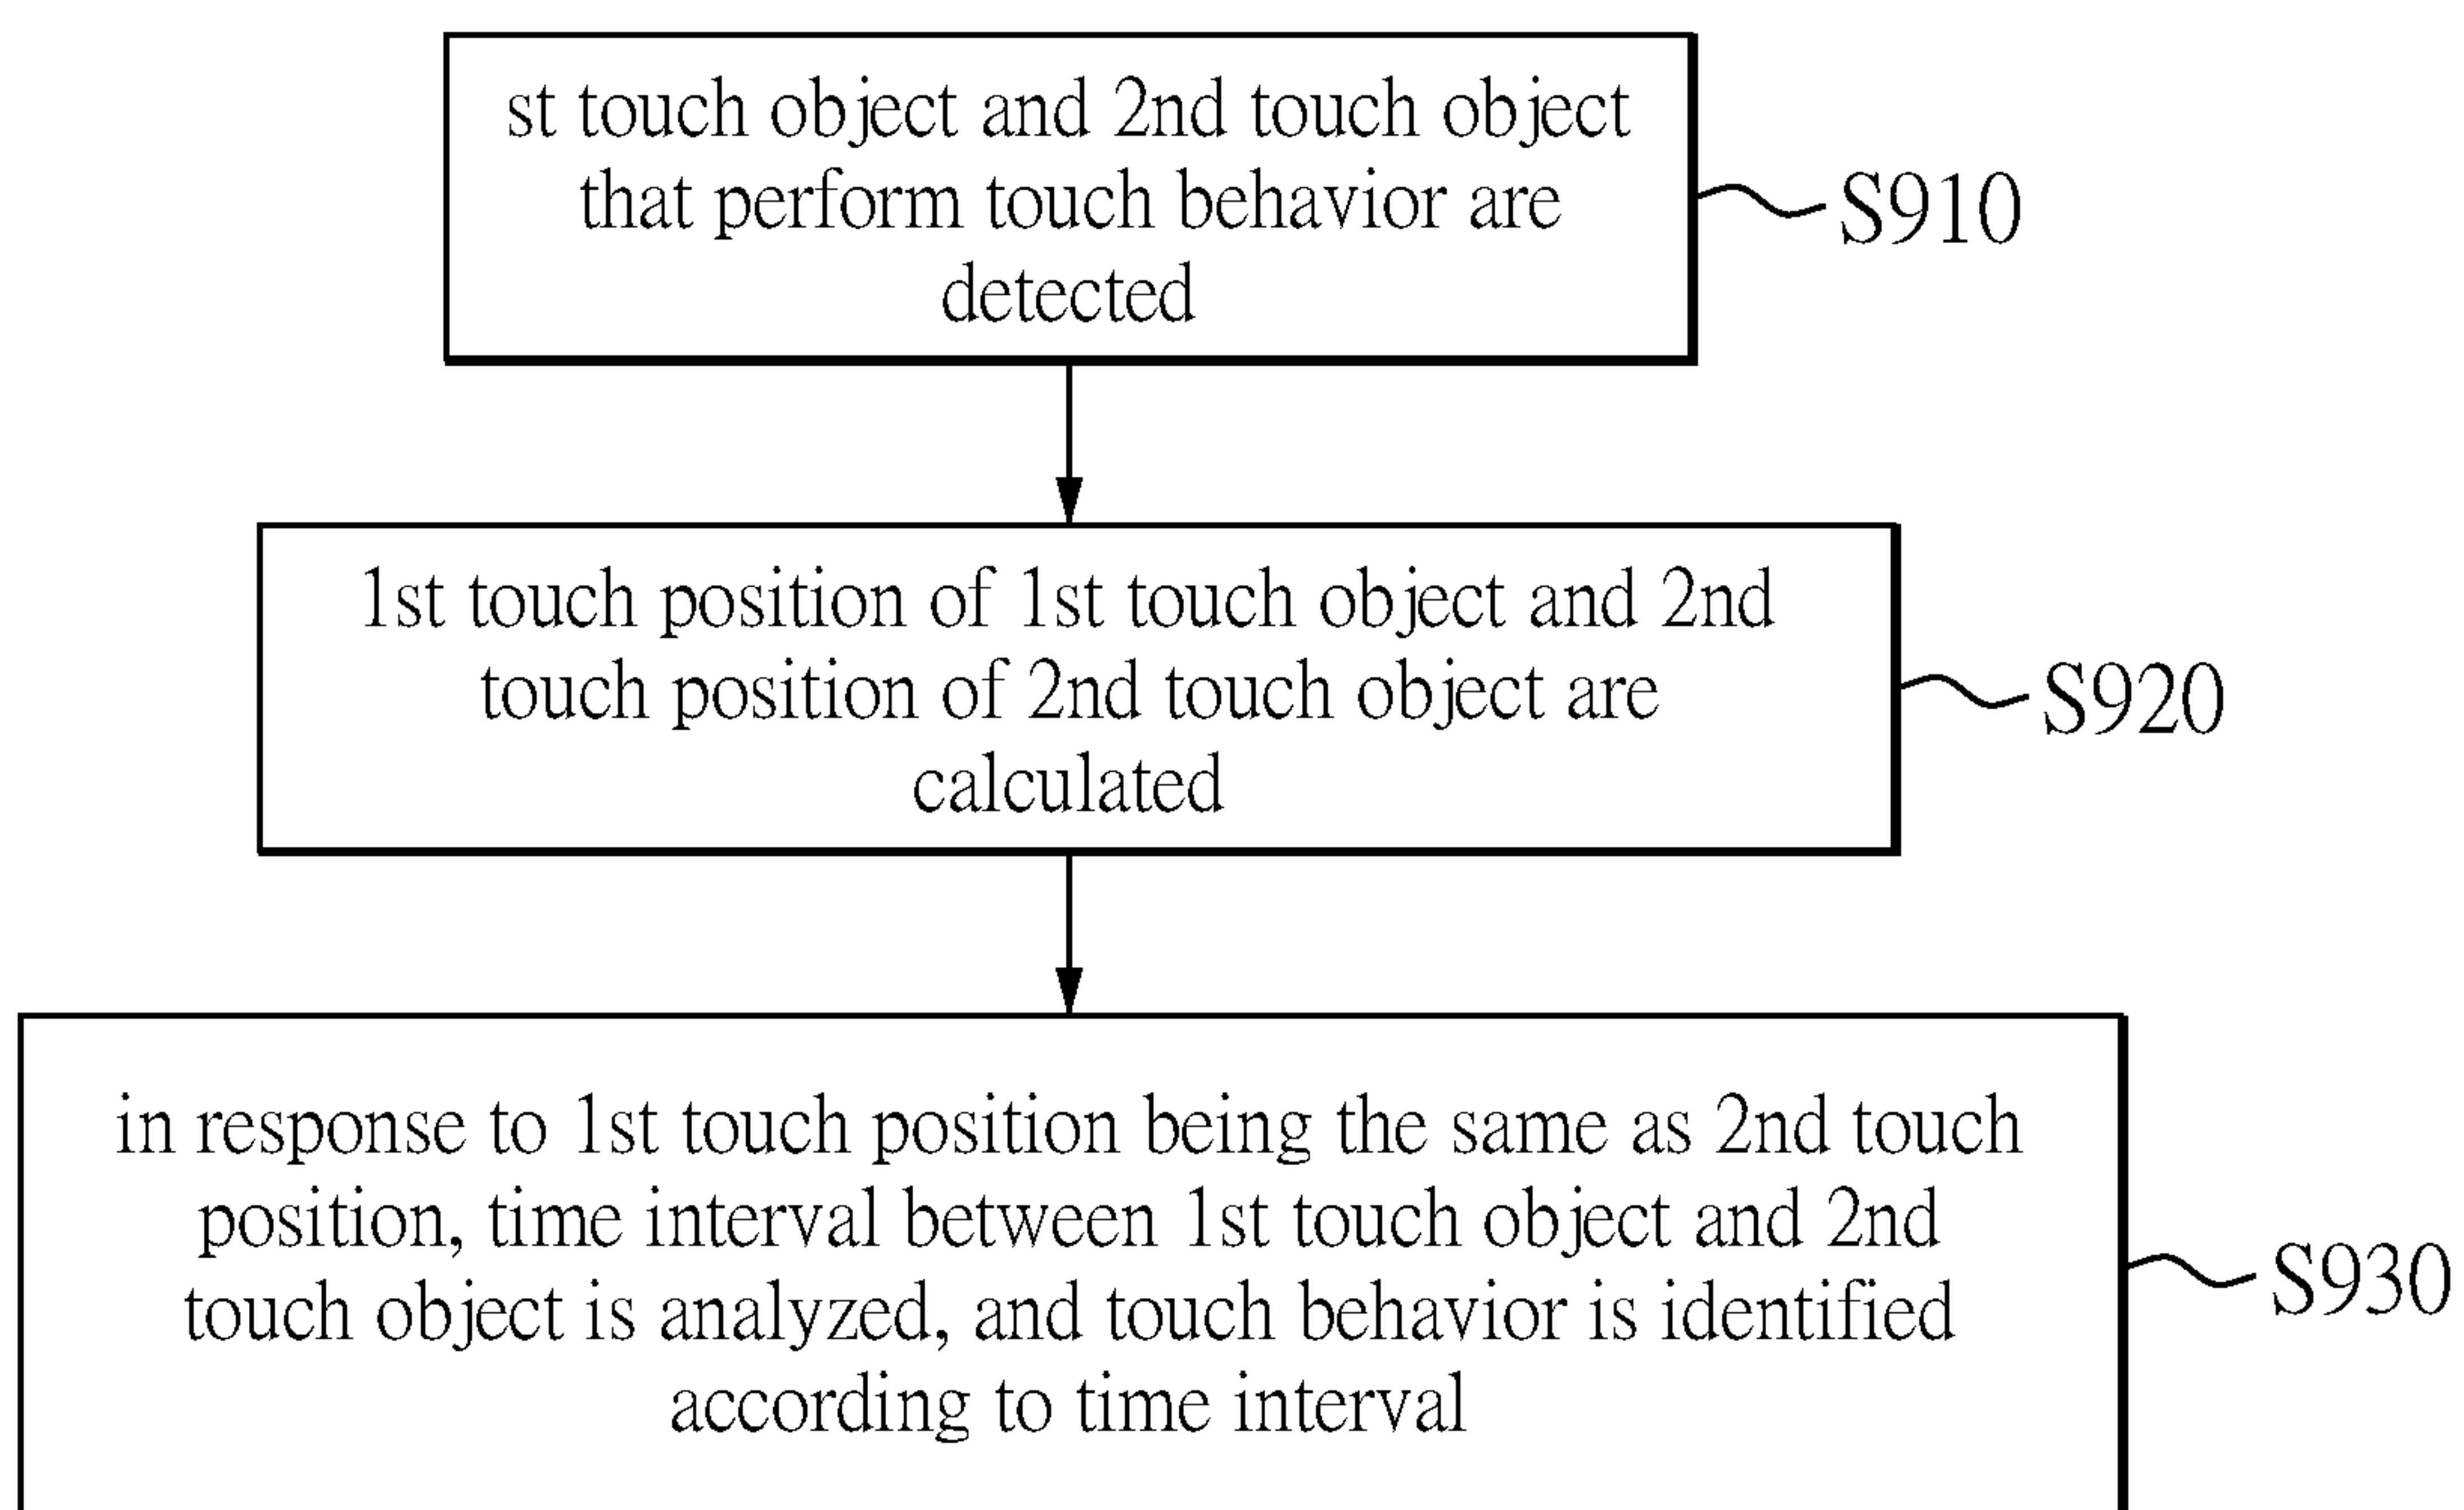 st touch object and 2nd touch object
that perform touch behavior are
detected
S910
1st touch position of 1st touch object and 2nd
touch position of 2nd touch object are
calculated
S920
in response to 1st touch position being the same as 2nd touch
position, time interval between 1st touch object and 2nd
touch object is analyzed, and touch behavior is identified
according to time interval
S930